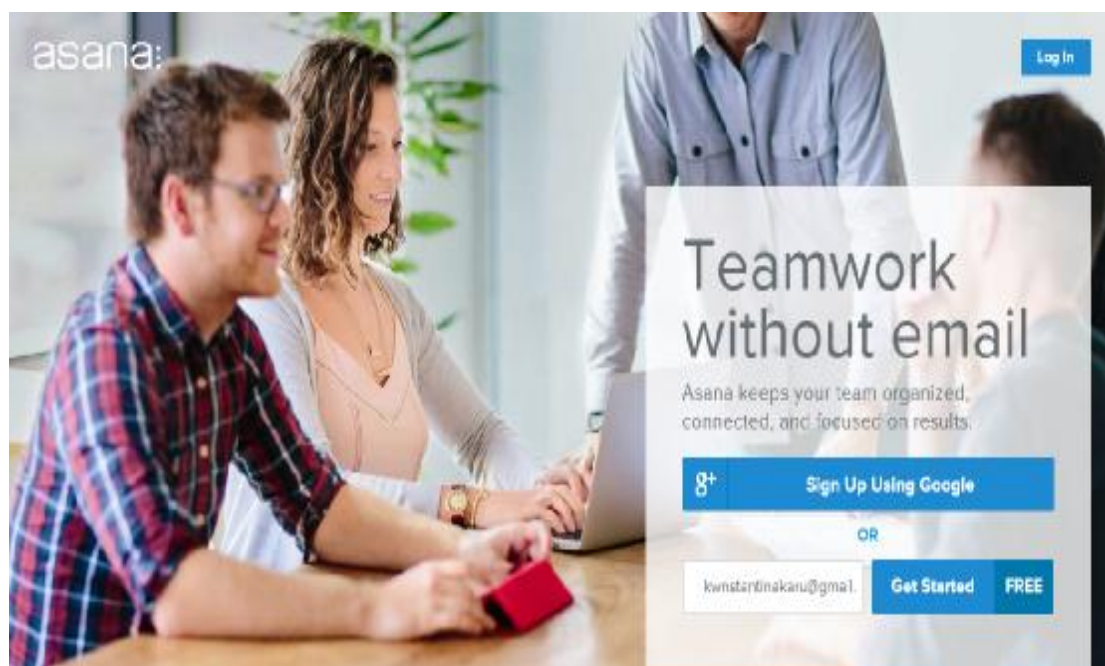 asana:
Log In
Teamwork
without email
Asana keeps your team organized,
connected, and focused on results.
g+ Sign Up Using Google
OR
Get Started FREE